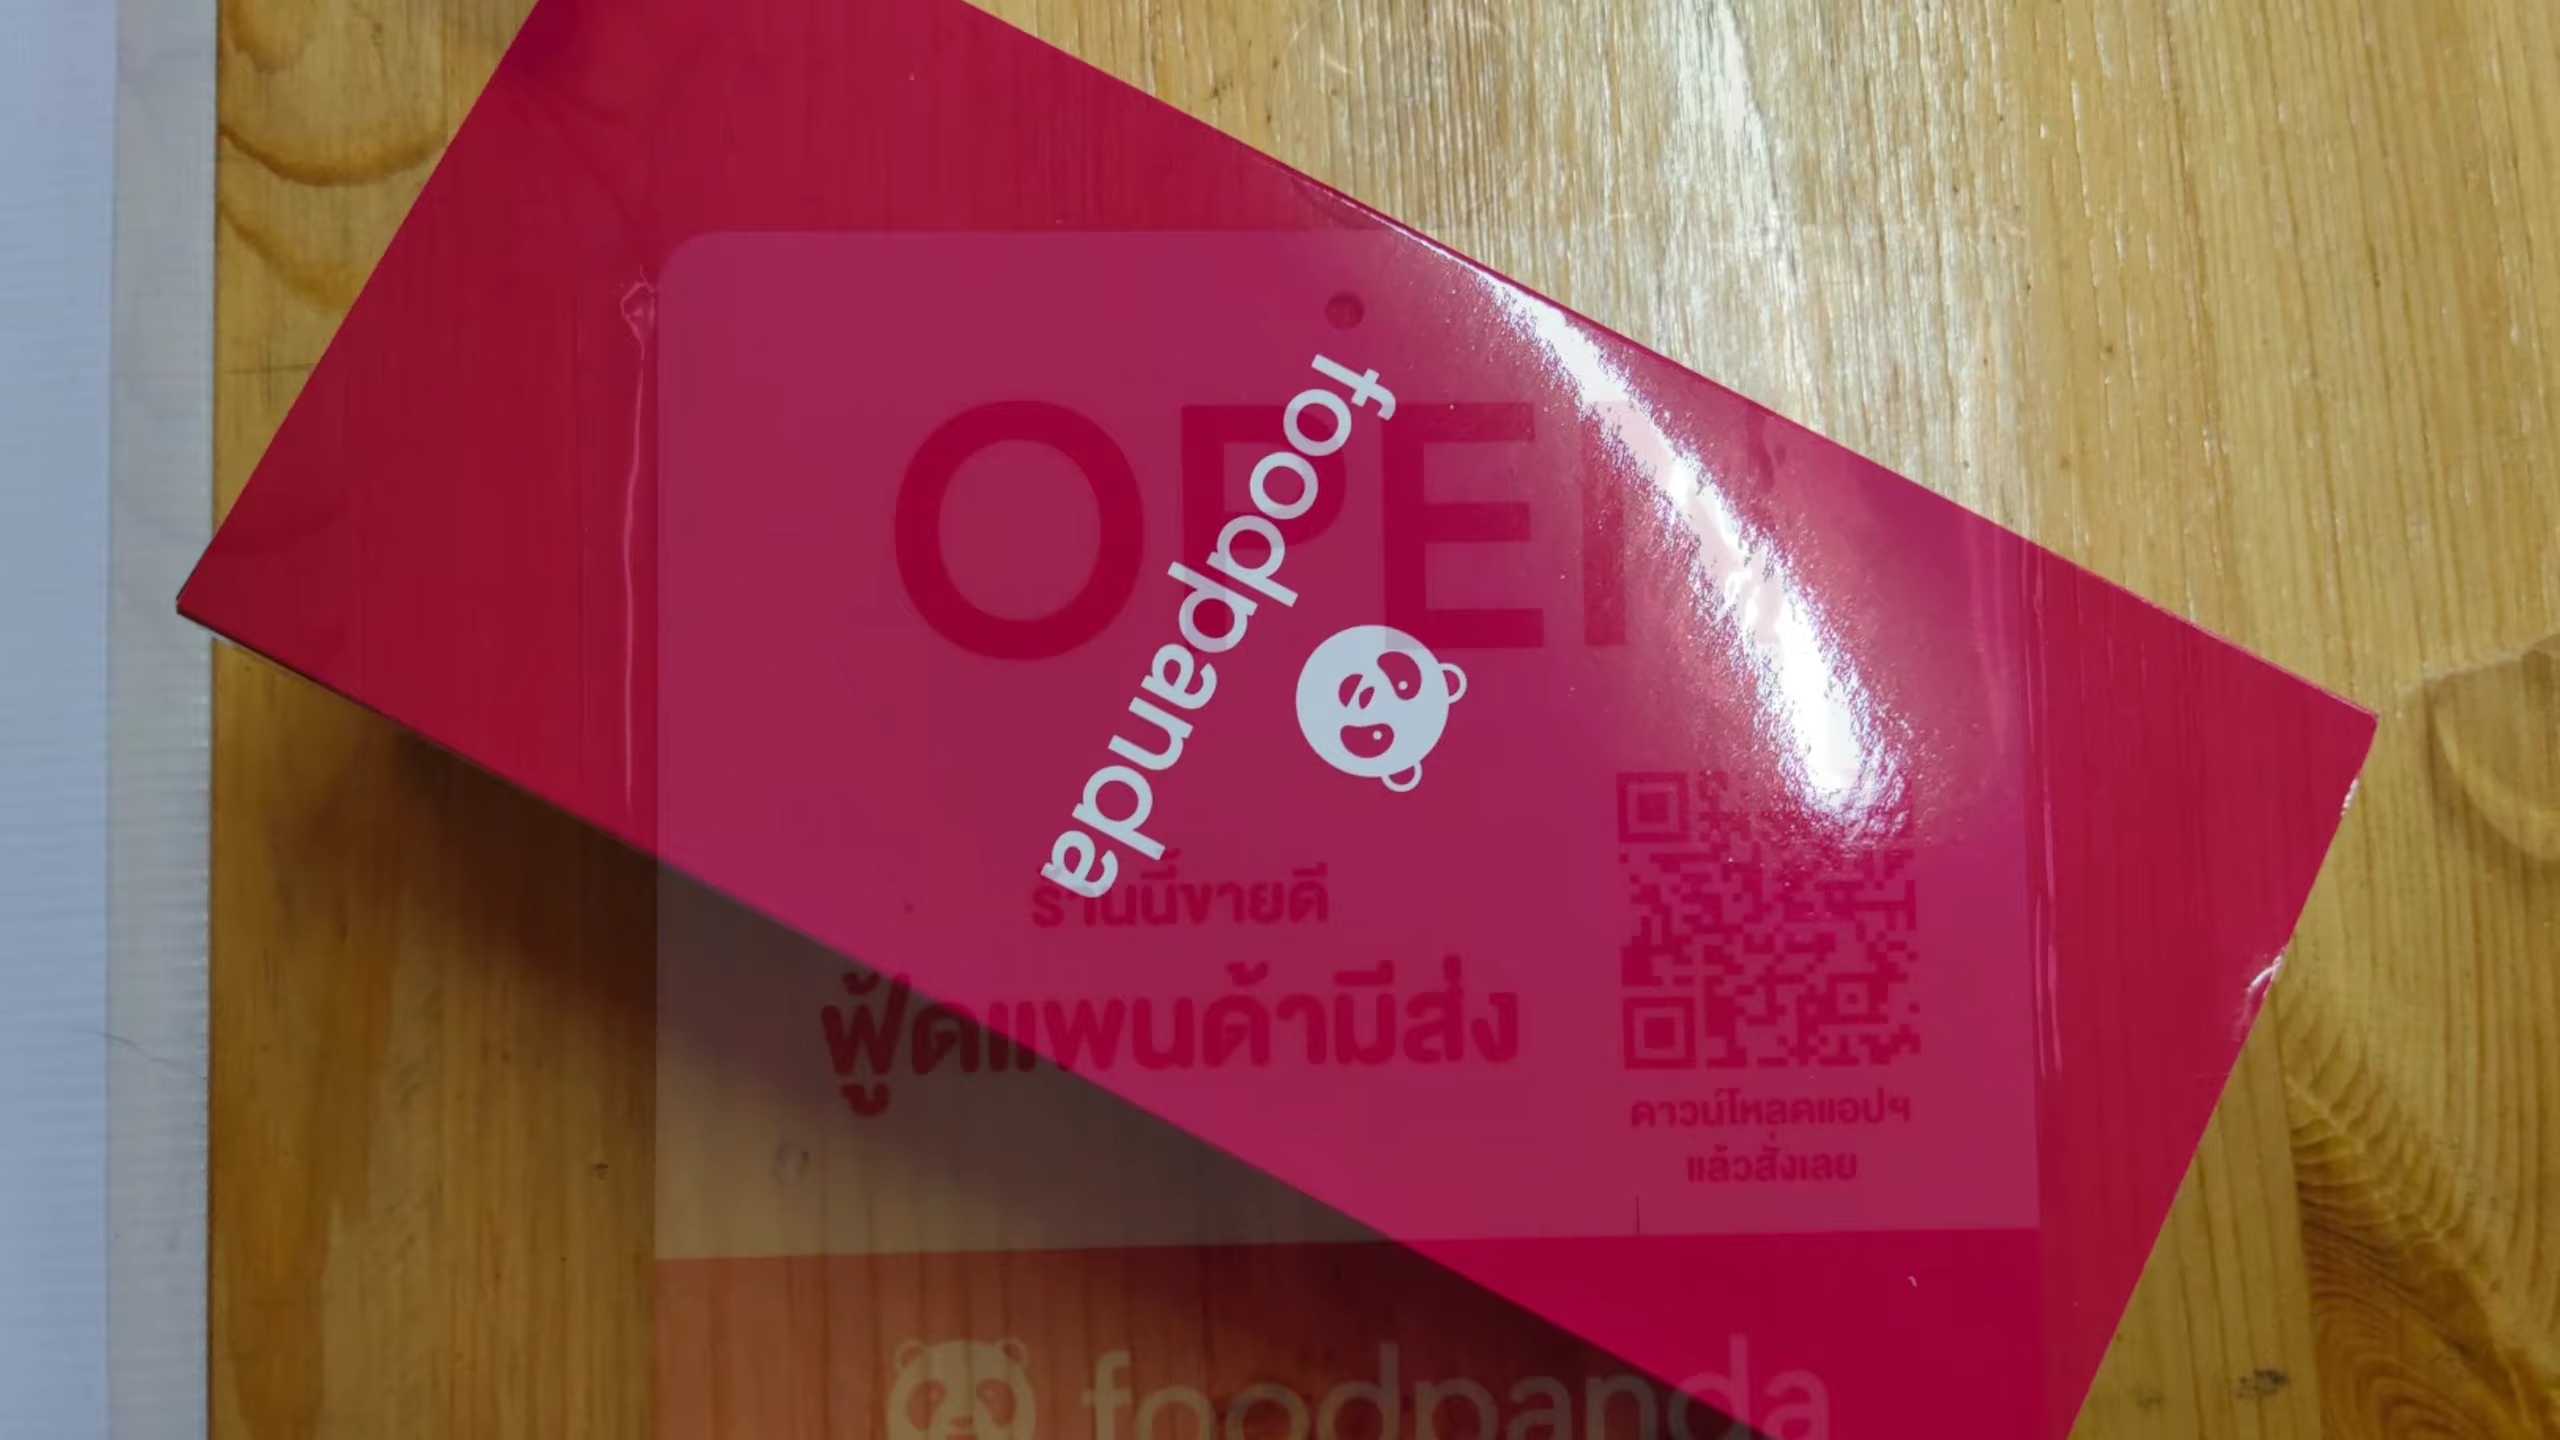 foodpanda
OPEN
ร้านนี้ขายดี
ฟู้ดแพนด้ามีส่ง
ดาวน์โหลดแอปฯ
แล้วสั่งเลย
foodpanda